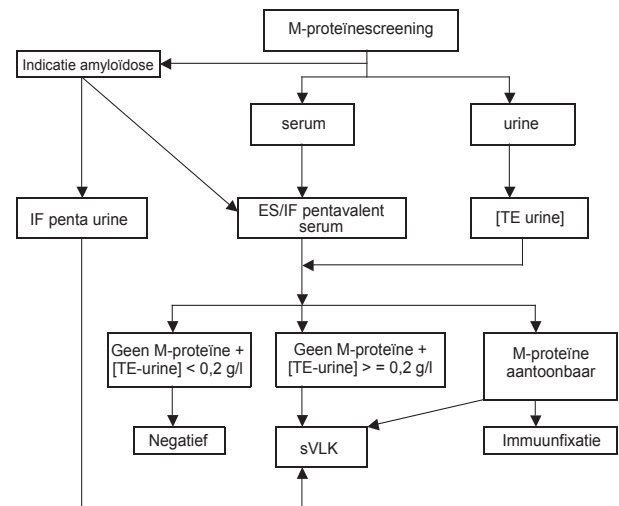 M-proteïnescreening
Indicatie amyloïdose
serum
urine
IF penta urine
ES/IF pentavalent
serum
[TE urine]
Geen M-proteïne +
[TE-urine] < 0,2 g/l
Geen M-proteïne +
[TE-urine] > = 0,2 g/l
M-proteïne
aantoonbaar
Negatief
sVLK
Immuunfixatie